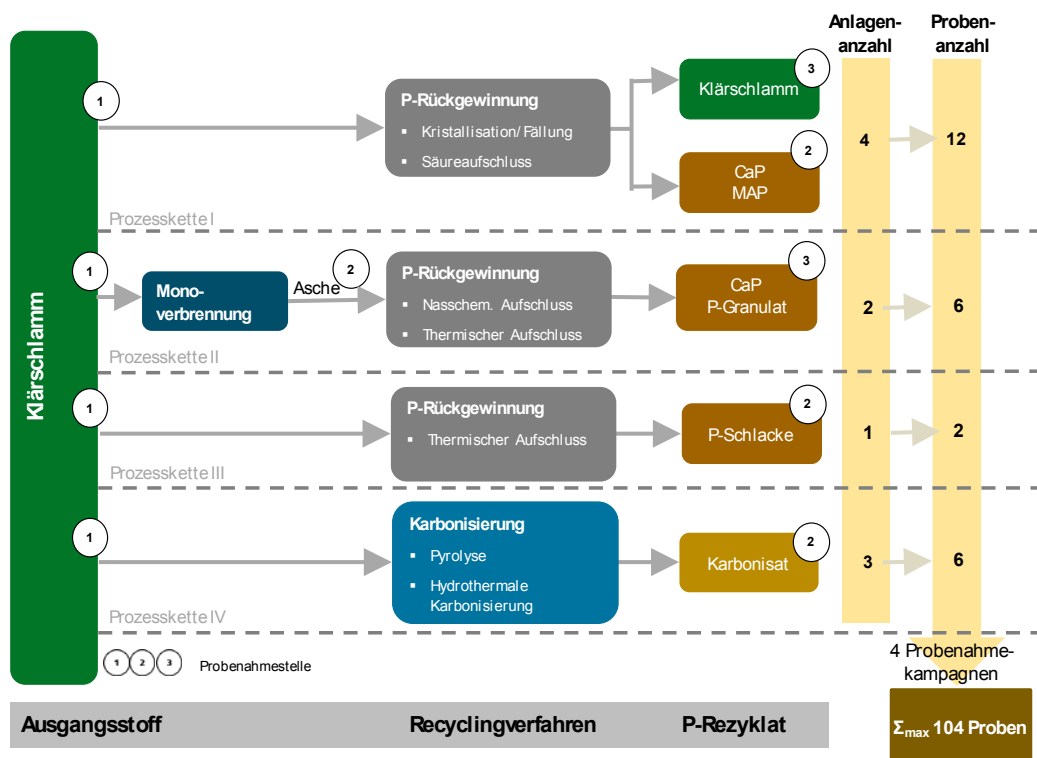 Anlagen-
anzahl
Proben-
anzahl
Klärschlamm
1
P-Rückgewinnung
▪ Kristallisation/ Fällung
▪ Säureaufschluss
Klärschlamm
3
CaP
MAP
2
4
12
Prozesskette I
1
Mono-
verbrennung
Asche
2
P-Rückgewinnung
▪ Nasschem. Aufschluss
▪ Thermischer Aufschluss
CaP
P-Granulat
3
2
6
Prozesskette II
1
P-Rückgewinnung
▪ Thermischer Aufschluss
P-Schlacke
2
1
2
Prozesskette III
1
Karbonisierung
▪ Pyrolyse
▪ Hydrothermale
Karbonisierung
Karbonisat
2
3
6
Prozesskette IV
1 2 3 Probenahmestelle
4 Probenahme-
kampagnen
Ausgangsstoff Recyclingverfahren P-Rezyklat
Σmax 104 Proben